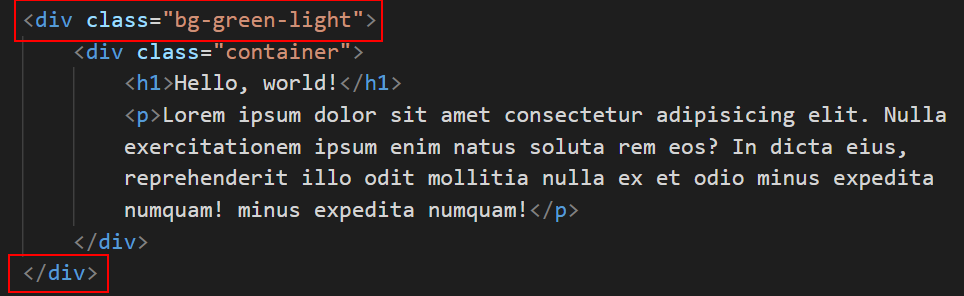 <div class="bg-green-light">
<div class="container">
<h1>Hello, world!</h1>
<p>Lorem ipsum dolor sit amet consectetur adipisicing elit. Nulla
exercitationem ipsum enim natus soluta rem eos? In dicta eius,
reprehenderit illo odit mollitia nulla ex et odio minus expedita
numquam! minus expedita numquam!</p>
</div>
</div>